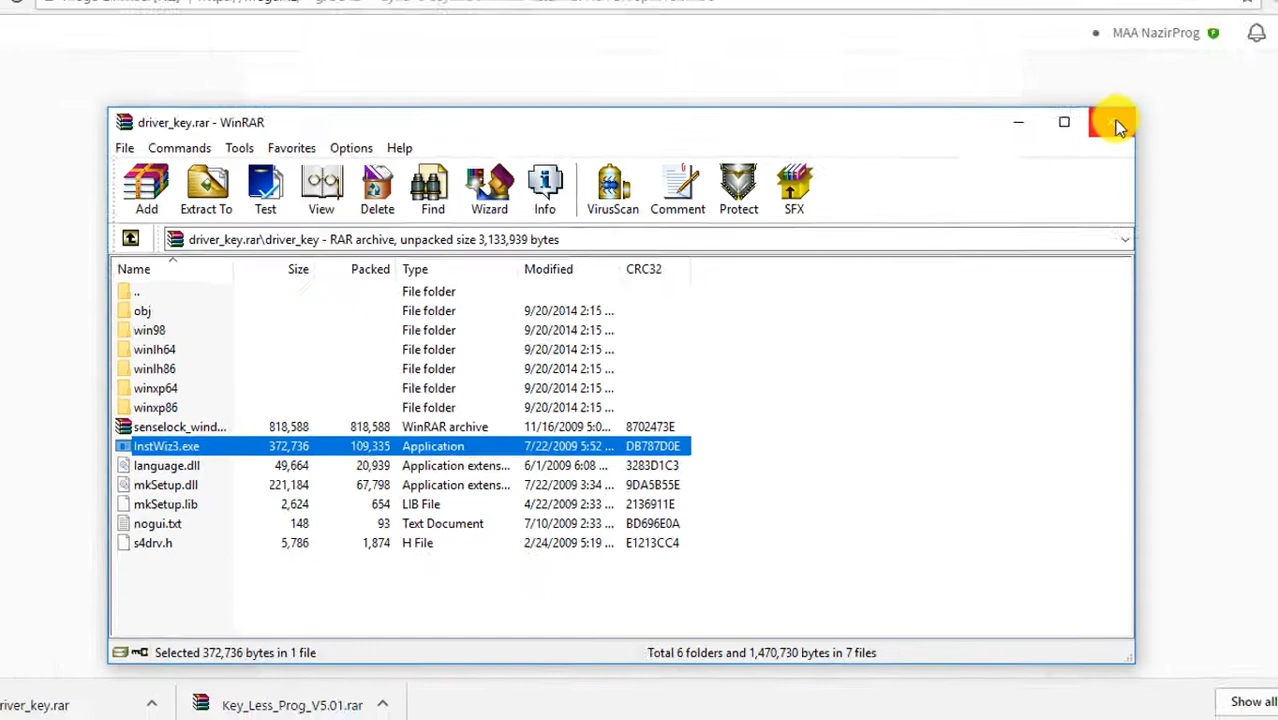 MAA NazirProg
driver_key.rar - WinRAR
File Commands Tools Favorites Options Help
Add Extract To Test View Delete Find Wizard Info VirusScan Comment Protect SFX
driver_key.rar\driver_key - RAR archive, unpacked size 3,133,939 bytes
Name Size Packed Type Modified CRC32
.. File folder
obj File folder 9/20/2014 2:15 ...
win98 File folder 9/20/2014 2:15 ...
winlh64 File folder 9/20/2014 2:15 ...
winlh86 File folder 9/20/2014 2:15 ...
winxp64 File folder 9/20/2014 2:15 ...
winxp86 File folder 9/20/2014 2:15 ...
senselock_wind... 818,588 818,588 WinRAR archive 11/16/2009 5:0... 8702473E
InstWiz3.exe 372,736 109,335 Application 7/22/2009 5:52 ... DB787D0E
language.dll 49,664 20,939 Application extens... 6/1/2009 6:08 ... 3283D1C3
mkSetup.dll 221,184 67,798 Application extens... 7/22/2009 3:34 ... 9DA5B55E
mkSetup.lib 2,624 654 LIB File 4/22/2009 2:33 ... 2136911E
nogui.txt 148 93 Text Document 7/10/2009 2:33 ... BD696E0A
s4drv.h 5,786 1,874 H File 2/24/2009 5:19 ... E1213CC4
Selected 372,736 bytes in 1 file Total 6 folders and 1,470,730 bytes in 7 files
river_key.rar Key_Less_Prog_V5.01.rar Show all